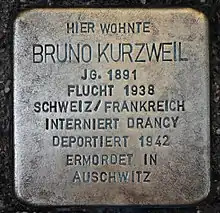 HIER WOHNTE
BRUNO KURZWEIL
JG. 1891
FLUCHT 1938
SCHWEIZ/FRANKREICH
INTERNIERT DRANCY
DEPORTIERT 1942
ERMORDET IN
AUSCHWITZ